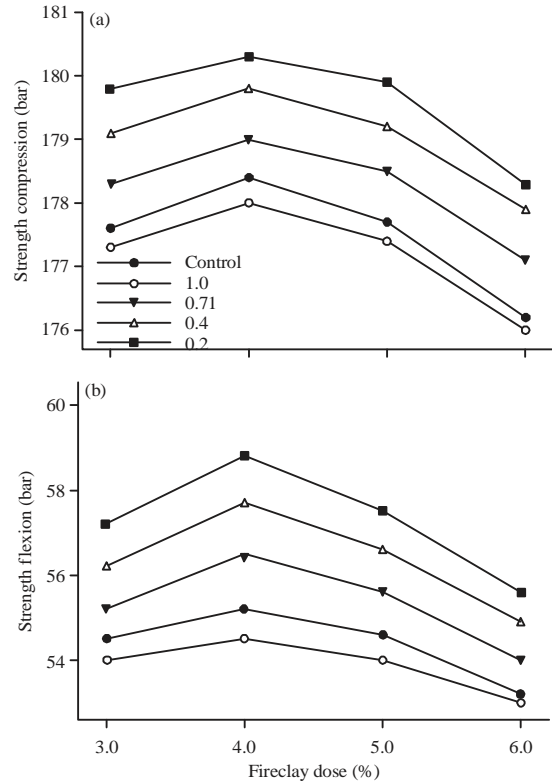 (a)
181
180
179
178
177
176
Strength compression (bar)
Control
1.0
0.71
0.4
0.2
(b)
60
58
56
54
Strength flexion (bar)
3.0 4.0 5.0 6.0
Fireclay dose (%)